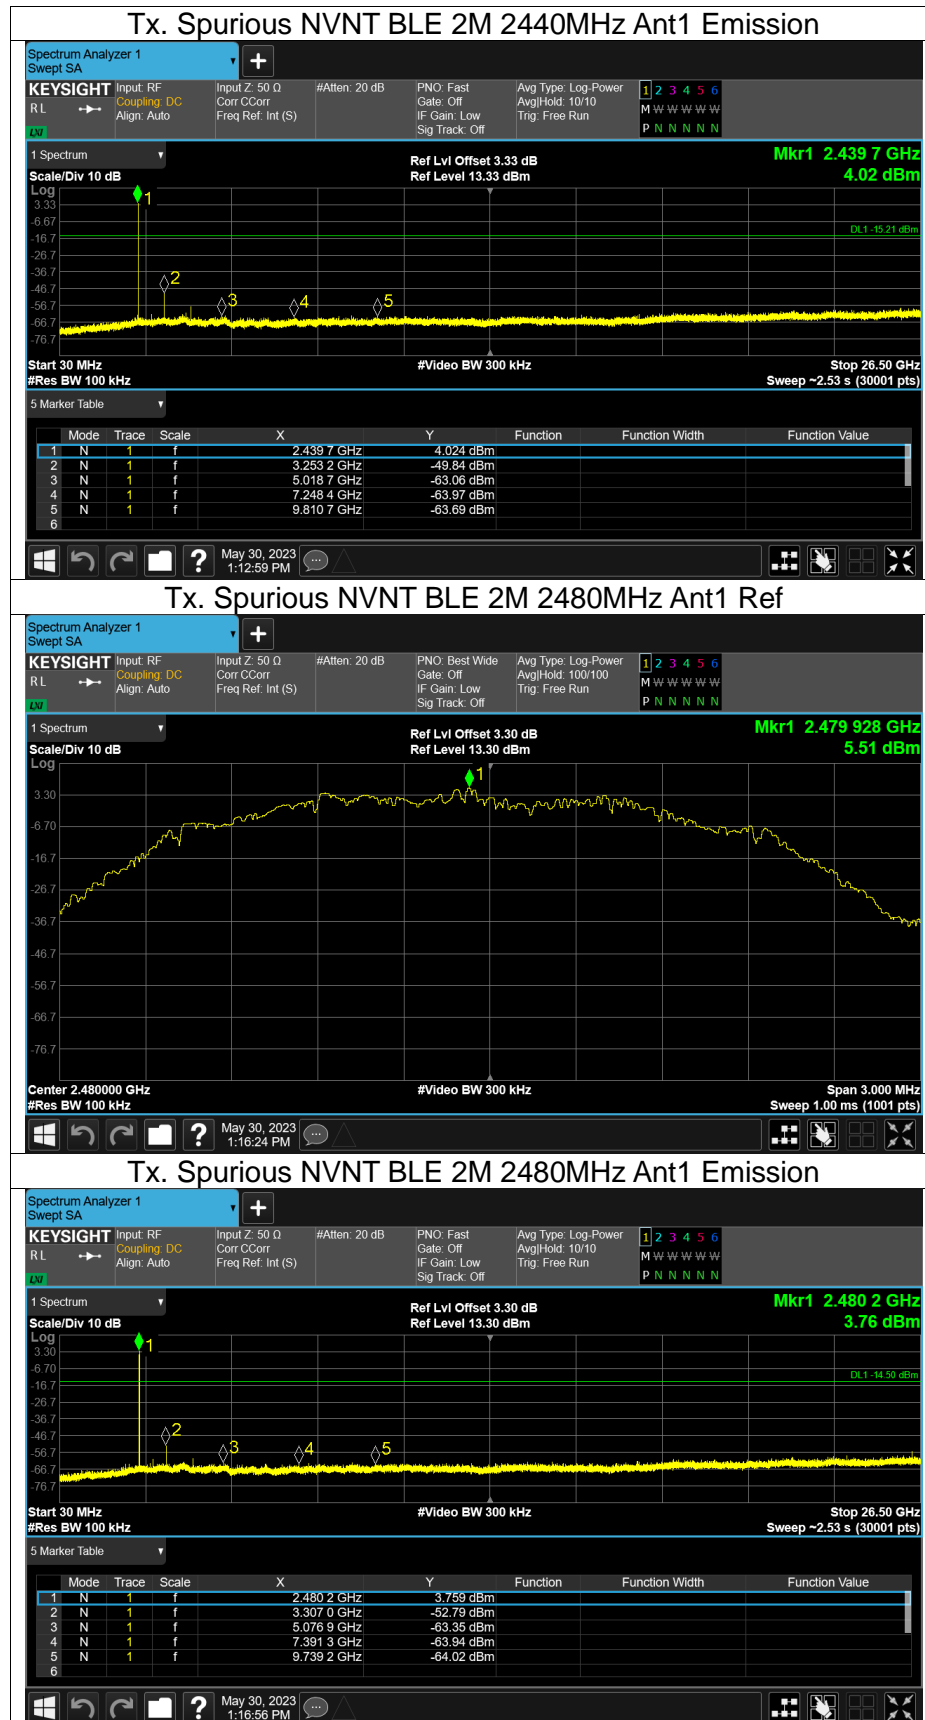 Tx. Spurious NVNT BLE 2M 2440MHz Ant1 Emission
Spectrum Analyzer 1
Swept SA
+
KEYSIGHT Input: RF Input Z: 50 Ω #Atten: 20 dB PNO: Fast Avg Type: Log-Power 1 2 3 4 5 6
RL Coupling: DC Corr CCorr Gate: Off Avg|Hold: 10/10 M W W W W W
Align: Auto Freq Ref: Int (S) IF Gain: Low Trig: Free Run
LXI Sig Track: Off P N N N N N
1 Spectrum Ref Lvl Offset 3.33 dB Mkr1 2.439 7 GHz
Scale/Div 10 dB Ref Level 13.33 dBm 4.02 dBm
Log
1
3.33
-6.67
DL1 -15.21 dBm
-16.7
-26.7
-36.7
2
-46.7
3 4 5
-56.7
-66.7
-76.7
Start 30 MHz #Video BW 300 kHz Stop 26.50 GHz
#Res BW 100 kHz Sweep ~2.53 s (30001 pts)
5 Marker Table
Mode Trace Scale X Y Function Function Width Function Value
1 N 1 f 2.439 7 GHz 4.024 dBm
2 N 1 f 3.253 2 GHz -49.84 dBm
3 N 1 f 5.018 7 GHz -63.06 dBm
4 N 1 f 7.248 4 GHz -63.97 dBm
5 N 1 f 9.810 7 GHz -63.69 dBm
6
? May 30, 2023
1:12:59 PM
Tx. Spurious NVNT BLE 2M 2480MHz Ant1 Ref
Spectrum Analyzer 1
Swept SA
+
KEYSIGHT Input: RF Input Z: 50 Ω #Atten: 20 dB PNO: Best Wide Avg Type: Log-Power 1 2 3 4 5 6
RL Coupling: DC Corr CCorr Gate: Off Avg|Hold: 100/100 M W W W W W
Align: Auto Freq Ref: Int (S) IF Gain: Low Trig: Free Run
LXI Sig Track: Off P N N N N N
1 Spectrum Ref Lvl Offset 3.30 dB Mkr1 2.479 928 GHz
Scale/Div 10 dB Ref Level 13.30 dBm 5.51 dBm
Log
1
3.30
-6.70
-16.7
-26.7
-36.7
-46.7
-56.7
-66.7
-76.7
Center 2.480000 GHz #Video BW 300 kHz Span 3.000 MHz
#Res BW 100 kHz Sweep 1.00 ms (1001 pts)
? May 30, 2023
1:16:24 PM
Tx. Spurious NVNT BLE 2M 2480MHz Ant1 Emission
Spectrum Analyzer 1
Swept SA
+
KEYSIGHT Input: RF Input Z: 50 Ω #Atten: 20 dB PNO: Fast Avg Type: Log-Power 1 2 3 4 5 6
RL Coupling: DC Corr CCorr Gate: Off Avg|Hold: 10/10 M W W W W W
Align: Auto Freq Ref: Int (S) IF Gain: Low Trig: Free Run
LXI Sig Track: Off P N N N N N
1 Spectrum Ref Lvl Offset 3.30 dB Mkr1 2.480 2 GHz
Scale/Div 10 dB Ref Level 13.30 dBm 3.76 dBm
Log
1
3.30
-6.70
DL1 -14.50 dBm
-16.7
-26.7
-36.7
2
-46.7
3 4 5
-56.7
-66.7
-76.7
Start 30 MHz #Video BW 300 kHz Stop 26.50 GHz
#Res BW 100 kHz Sweep ~2.53 s (30001 pts)
5 Marker Table
Mode Trace Scale X Y Function Function Width Function Value
1 N 1 f 2.480 2 GHz 3.759 dBm
2 N 1 f 3.307 0 GHz -52.79 dBm
3 N 1 f 5.076 9 GHz -63.35 dBm
4 N 1 f 7.391 3 GHz -63.94 dBm
5 N 1 f 9.739 2 GHz -64.02 dBm
6
? May 30, 2023
1:16:56 PM